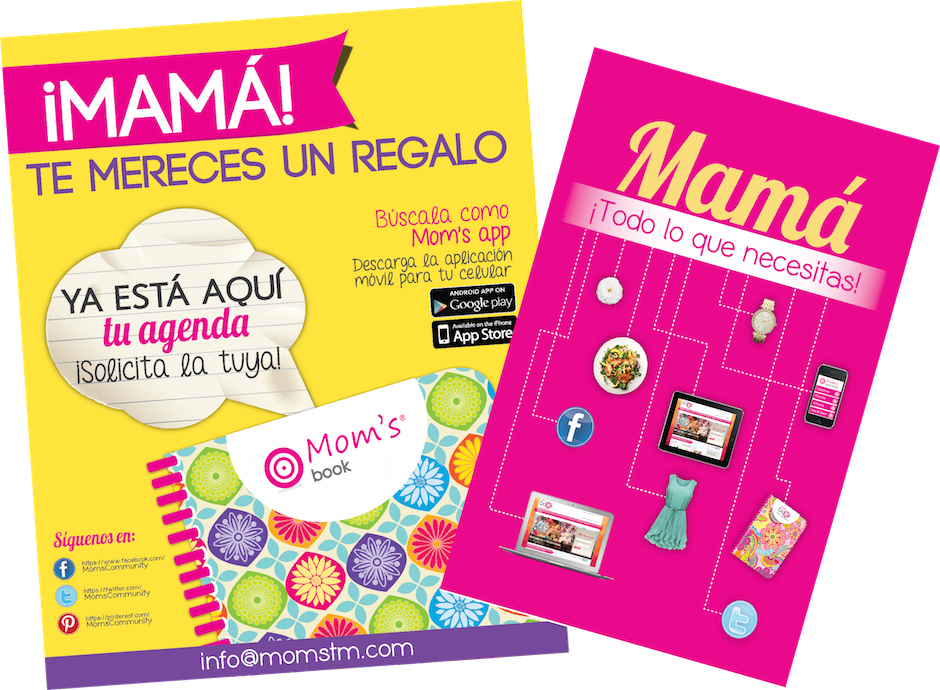 ¡MAMÁ!
TE MERECES UN REGALO
Búscala como
Mom's app
Descarga la aplicación
móvil para tu celular
ANDROID APP ON
Google play
Available on the iPhone
App Store
YA ESTÁ AQUÍ
tu agenda
¡Solicita la tuya!
Mom's®
book
Síguenos en:
https://www.facebook.com/
MomsCommunity
https://twitter.com/
MomsCommunity
https://pinterest.com/
MomsCommunity
info@momstm.com
Mamá
¡Todo lo que necesitas!